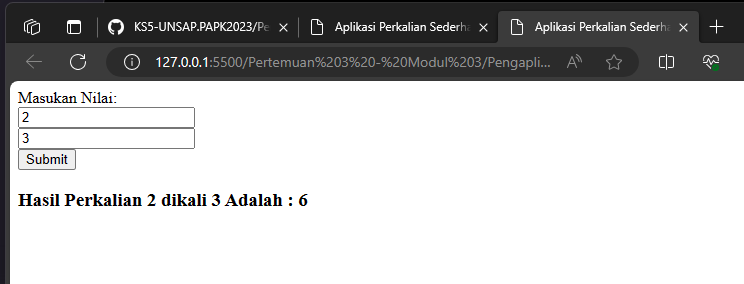 KS5-UNSAP.PAPK2023/Pe
Aplikasi Perkalian Sederha
Aplikasi Perkalian Sederha
127.0.0.1:5500/Pertemuan%203%20-%20Modul%203/Pengapli...
Masukan Nilai:
2
3
Submit
Hasil Perkalian 2 dikali 3 Adalah : 6